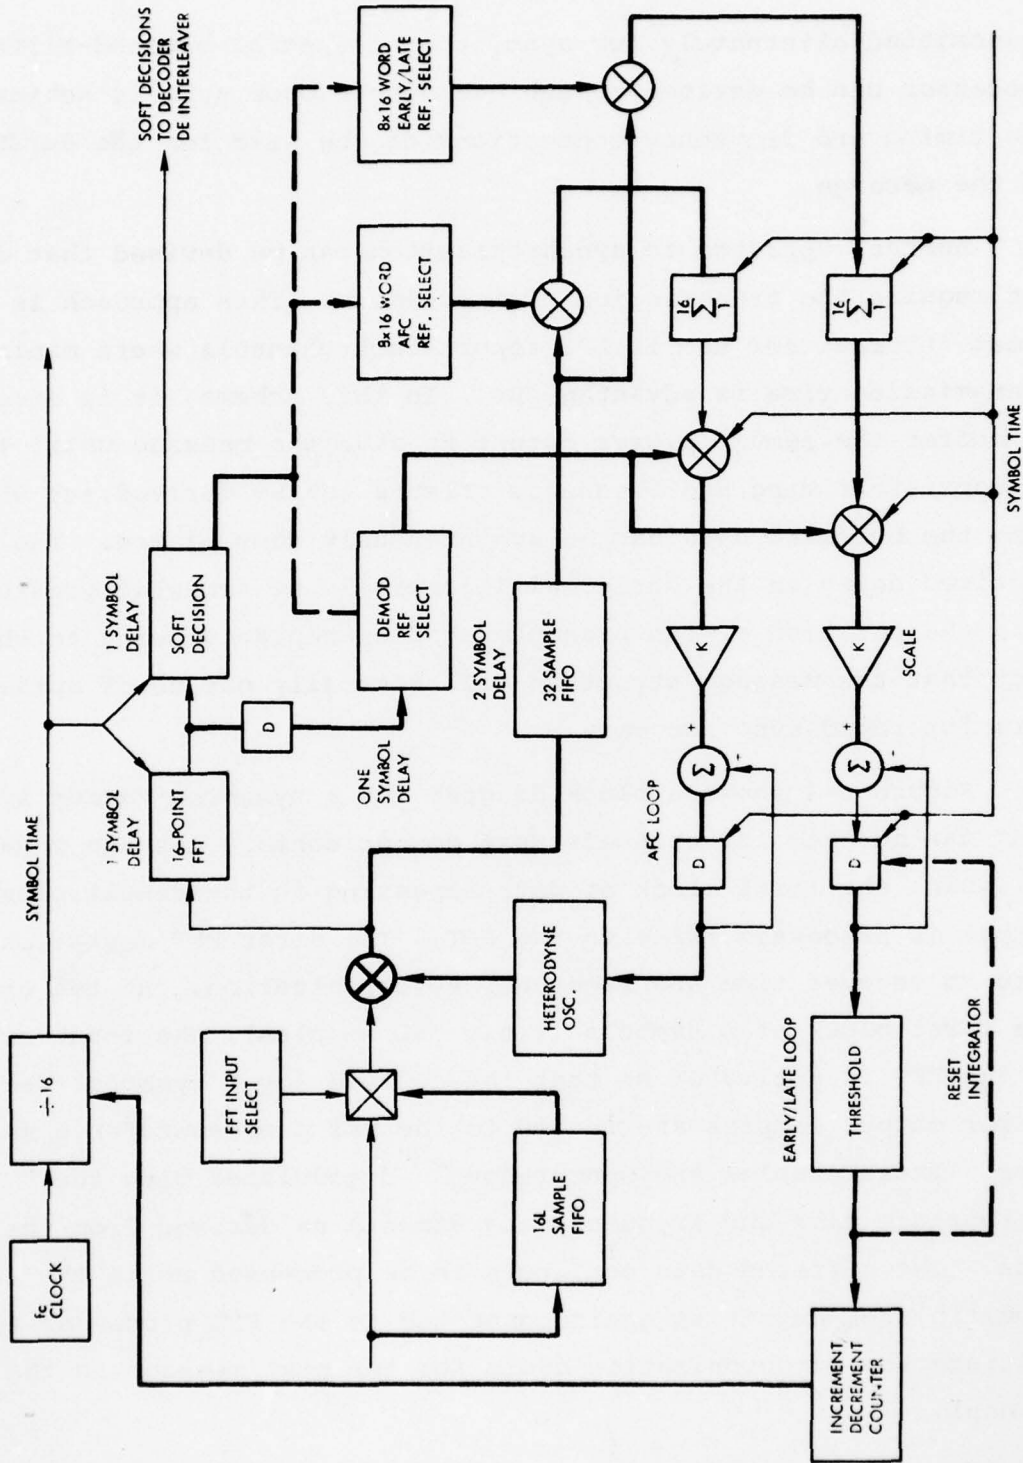 SOFT DECISIONS
TO DECODER
DE INTERLEAVER
8x16 WORD
EARLY/LATE
REF. SELECT
9x16 WORD
AFC
REF. SELECT
16
Σ
1
16
Σ
1
SYMBOL TIME
1 SYMBOL
DELAY
SOFT
DECISION
DEMOD
REF
SELECT
2 SYMBOL
DELAY
32 SAMPLE
FIFO
K
K
SCALE
D
ONE
SYMBOL
DELAY
1 SYMBOL
DELAY
16-POINT
FFT
SYMBOL TIME
+
Σ
-
+
Σ
-
AFC LOOP
D
D
HETERODYNE
OSC.
FFT INPUT
SELECT
÷16
EARLY/LATE LOOP
THRESHOLD
RESET
INTEGRATOR
16L
SAMPLE
FIFO
fc
CLOCK
INCREMENT
DECREMENT
COUNTER